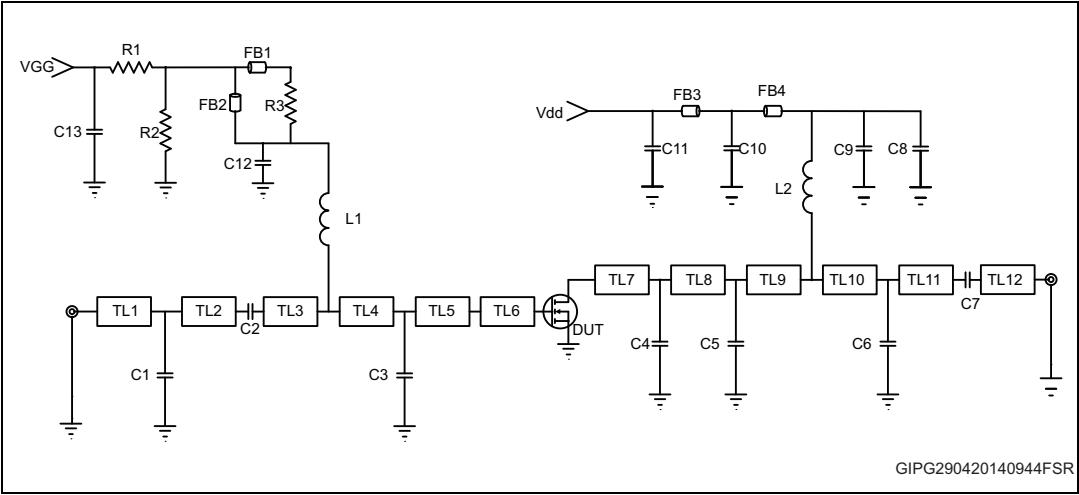 R1
FB1
VGG
FB2
R3
C13
R2
C12
L1
FB3
FB4
Vdd
C11
C10
C9
C8
L2
TL7
TL8
TL9
TL10
TL11
TL12
C7
TL1
TL2
TL3
TL4
TL5
TL6
C2
DUT
C4
C5
C6
C1
C3
GIPG290420140944FSR